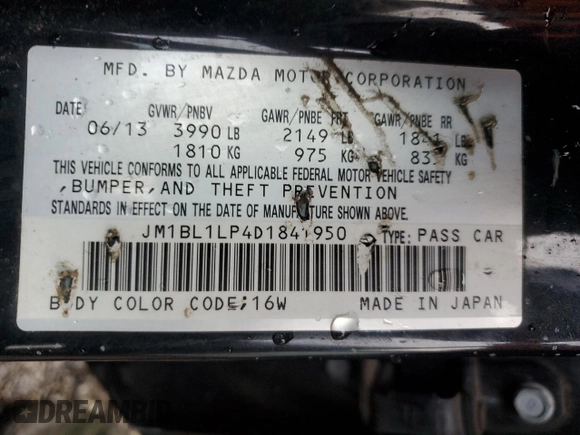 MFD. BY MAZDA MOTOR CORPORATION
DATE GVWR/PNBV GAWR/PNBE FRT GAWR/PNBE RR
06/13 3990 LB 2149 LB LB
1810 KG 975 KG KG
THIS VEHICLE CONFORMS TO ALL APPLICABLE FEDERAL MOTOR VEHICLE SAFETY
,BUMPER,AND THEFT PREVENTION
STANDARDS IN EFFECT ON THE DATE OF MANUFACTURE SHOWN ABOVE.
JM1BL1LP4D1841950 TYPE: PASS CAR
BODY COLOR CODE;16W MADE IN JAPAN
DREAMBID